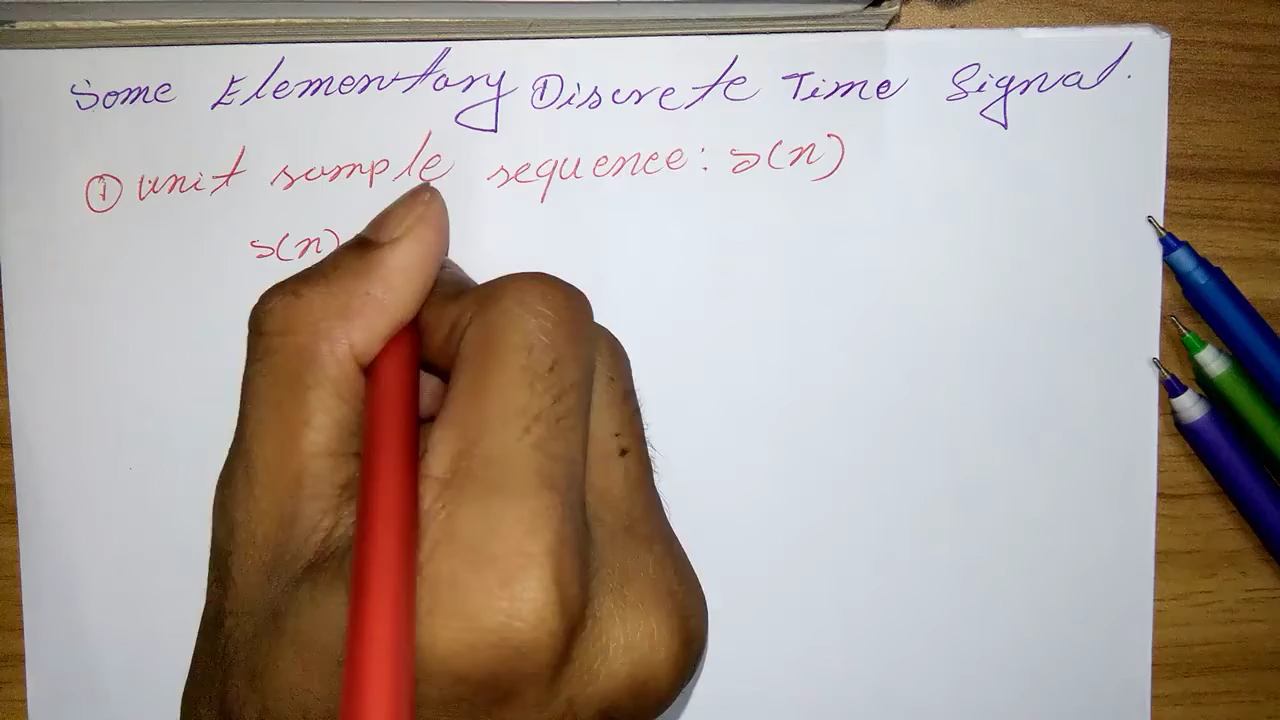 Some Elementary Discrete Time Signal.
① unit sample sequence: δ(n)
δ(n)